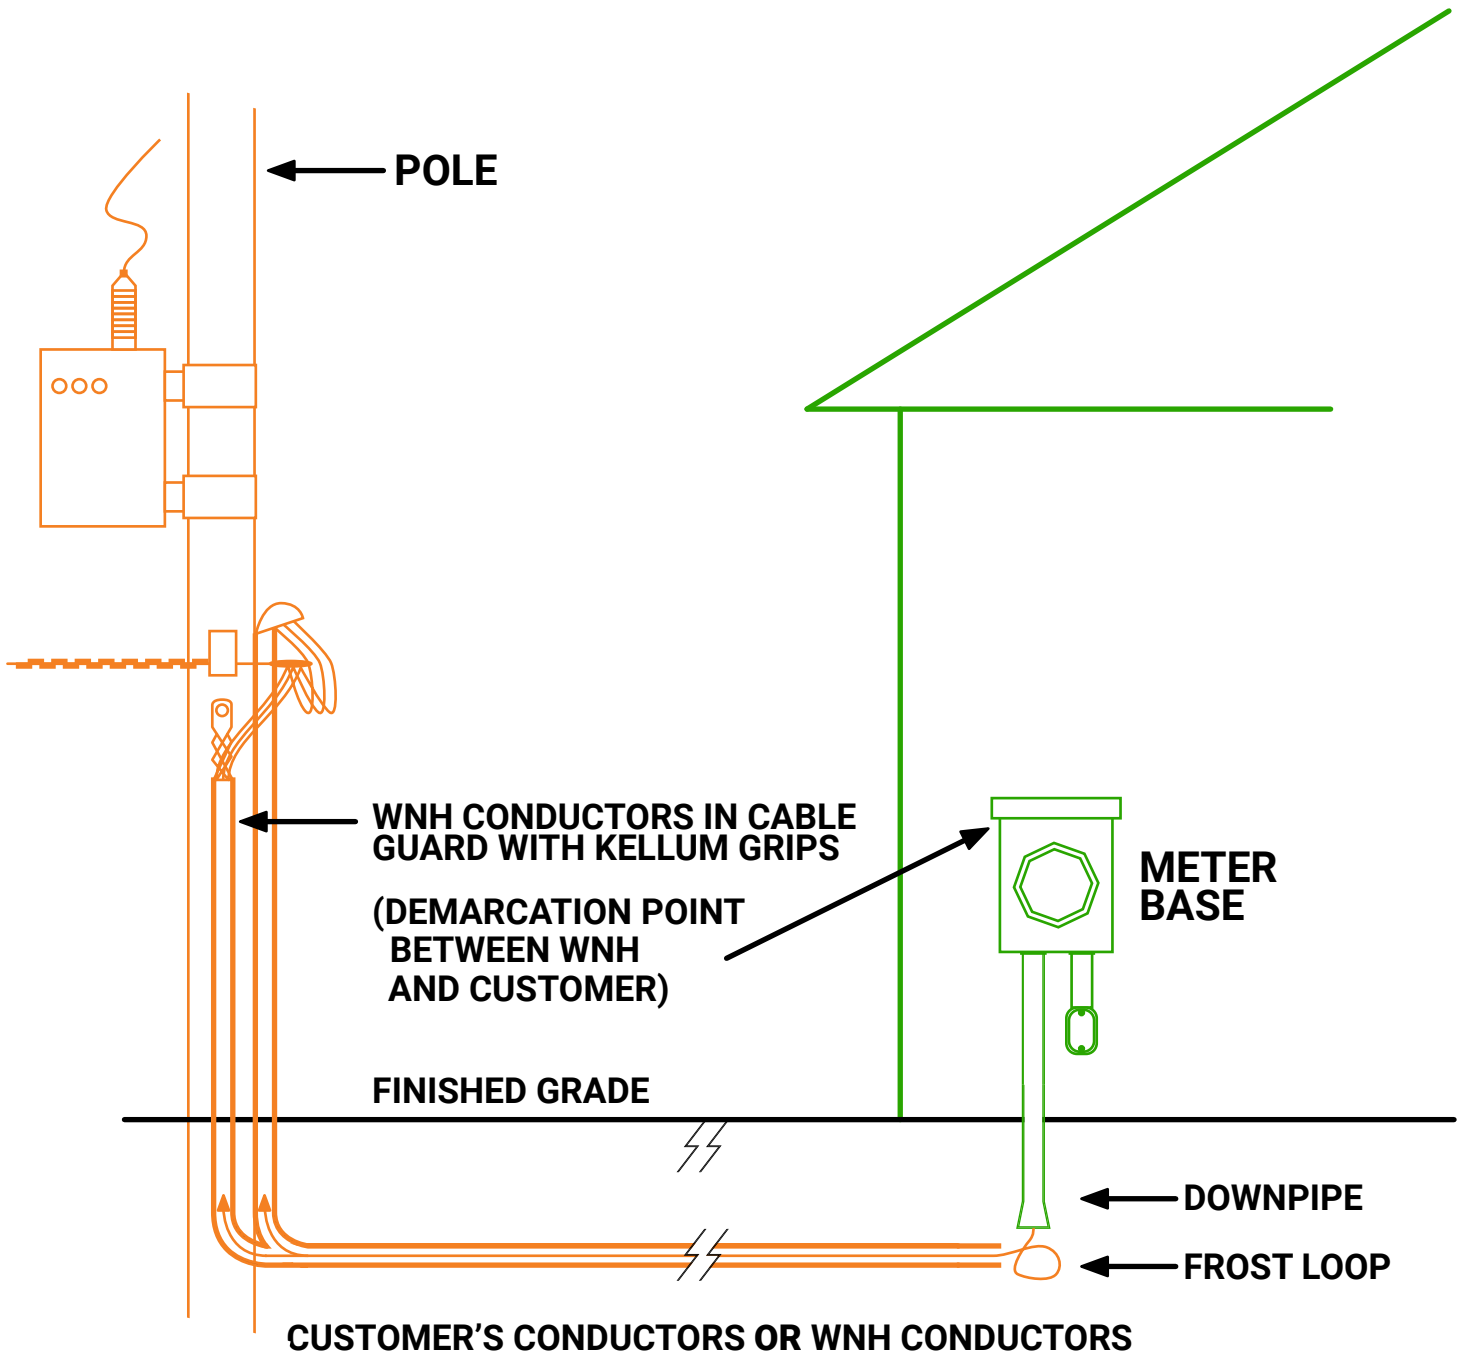 POLE
WNH CONDUCTORS IN CABLE
GUARD WITH KELLUM GRIPS
(DEMARCATION POINT
BETWEEN WNH
AND CUSTOMER)
METER
BASE
FINISHED GRADE
DOWNPIPE
FROST LOOP
CUSTOMER'S CONDUCTORS OR WNH CONDUCTORS